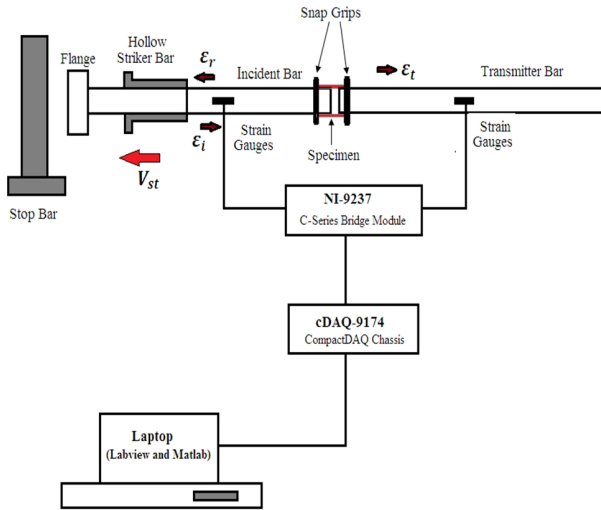 Snap Grips
Hollow
Striker Bar
Flange
εr
Incident Bar
εt
Transmitter Bar
εi
Strain
Gauges
Specimen
Strain
Gauges
Vst
Stop Bar
NI-9237
C-Series Bridge Module
cDAQ-9174
CompactDAQ Chassis
Laptop
(Labview and Matlab)